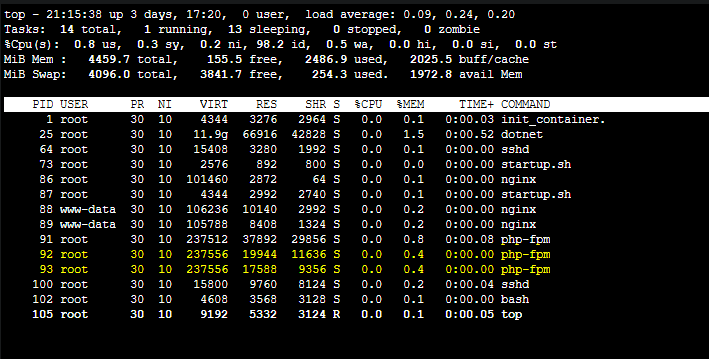 top - 21:15:38 up 3 days, 17:20,  0 user,  load average: 0.09, 0.24, 0.20
Tasks:  14 total,   1 running,  13 sleeping,   0 stopped,   0 zombie
%Cpu(s):  0.8 us,  0.3 sy,  0.2 ni, 98.2 id,  0.5 wa,  0.0 hi,  0.0 si,  0.0 st
MiB Mem :   4459.7 total,    155.5 free,   2486.9 used,   2025.5 buff/cache
MiB Swap:   4096.0 total,   3841.7 free,    254.3 used.   1972.8 avail Mem
PID USER      PR  NI    VIRT    RES    SHR S  %CPU  %MEM     TIME+ COMMAND
1 root      30  10    4344   3276   2964 S   0.0   0.1   0:00.03 init_container.
25 root      30  10   11.9g  66916  42828 S   0.0   1.5   0:00.52 dotnet
64 root      30  10   15408   3280   1992 S   0.0   0.1   0:00.00 sshd
73 root      30  10    2576    892    800 S   0.0   0.0   0:00.00 startup.sh
86 root      30  10  101460   2872     64 S   0.0   0.1   0:00.00 nginx
87 root      30  10    4344   2992   2740 S   0.0   0.1   0:00.00 startup.sh
88 www-data  30  10  106236  10140   2992 S   0.0   0.2   0:00.00 nginx
89 www-data  30  10  105788   8408   1324 S   0.0   0.2   0:00.00 nginx
91 root      30  10  237512  37892  29856 S   0.0   0.8   0:00.08 php-fpm
92 root      30  10  237556  19944  11636 S   0.0   0.4   0:00.00 php-fpm
93 root      30  10  237556  17588   9356 S   0.0   0.4   0:00.00 php-fpm
100 root      30  10   15800   9760   8124 S   0.0   0.2   0:00.04 sshd
102 root      30  10    4608   3568   3128 S   0.0   0.1   0:00.00 bash
105 root      30  10    9192   5332   3124 R   0.0   0.1   0:00.05 top